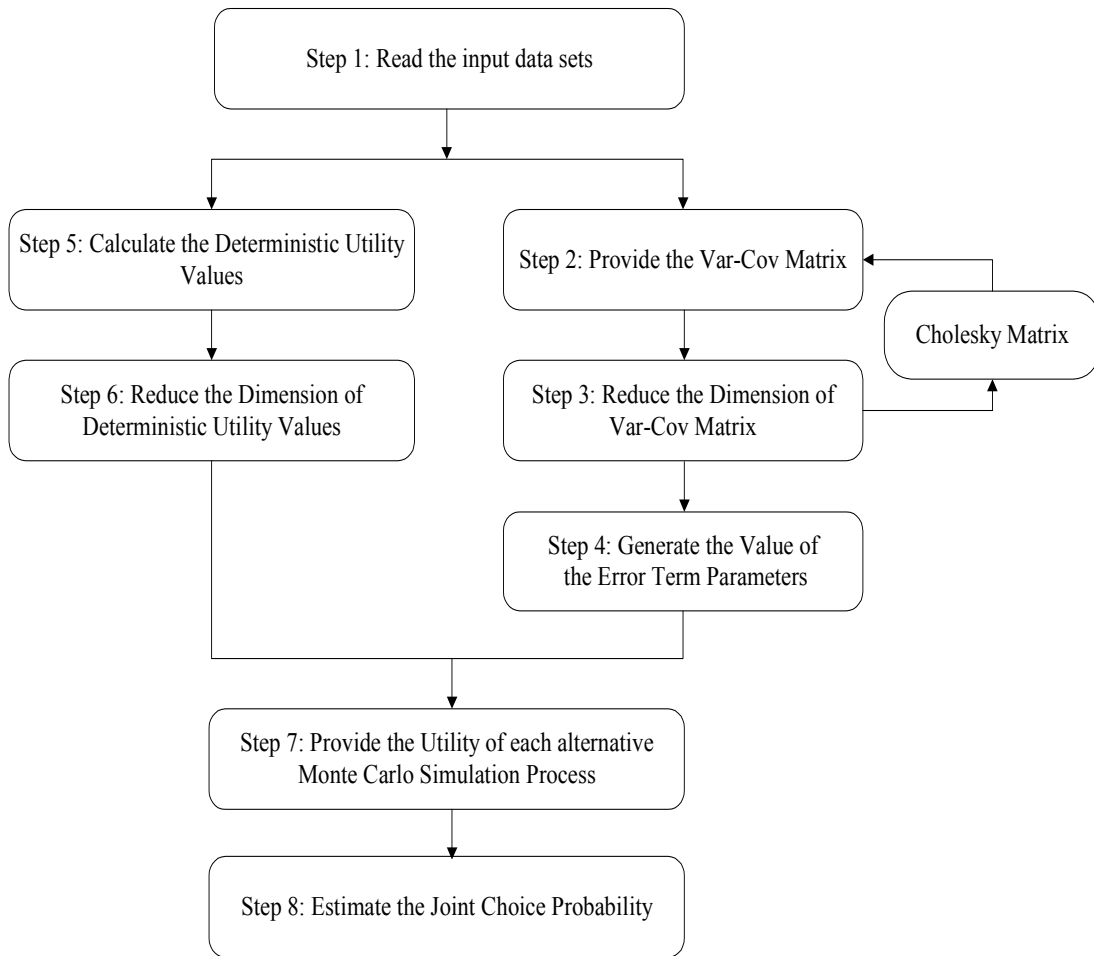 Step 1: Read the input data sets
Step 5: Calculate the Deterministic Utility
Values
Step 2: Provide the Var-Cov Matrix
Cholesky Matrix
Step 6: Reduce the Dimension of
Deterministic Utility Values
Step 3: Reduce the Dimension of
Var-Cov Matrix
Step 4: Generate the Value of
the Error Term Parameters
Step 7: Provide the Utility of each alternative
Monte Carlo Simulation Process
Step 8: Estimate the Joint Choice Probability